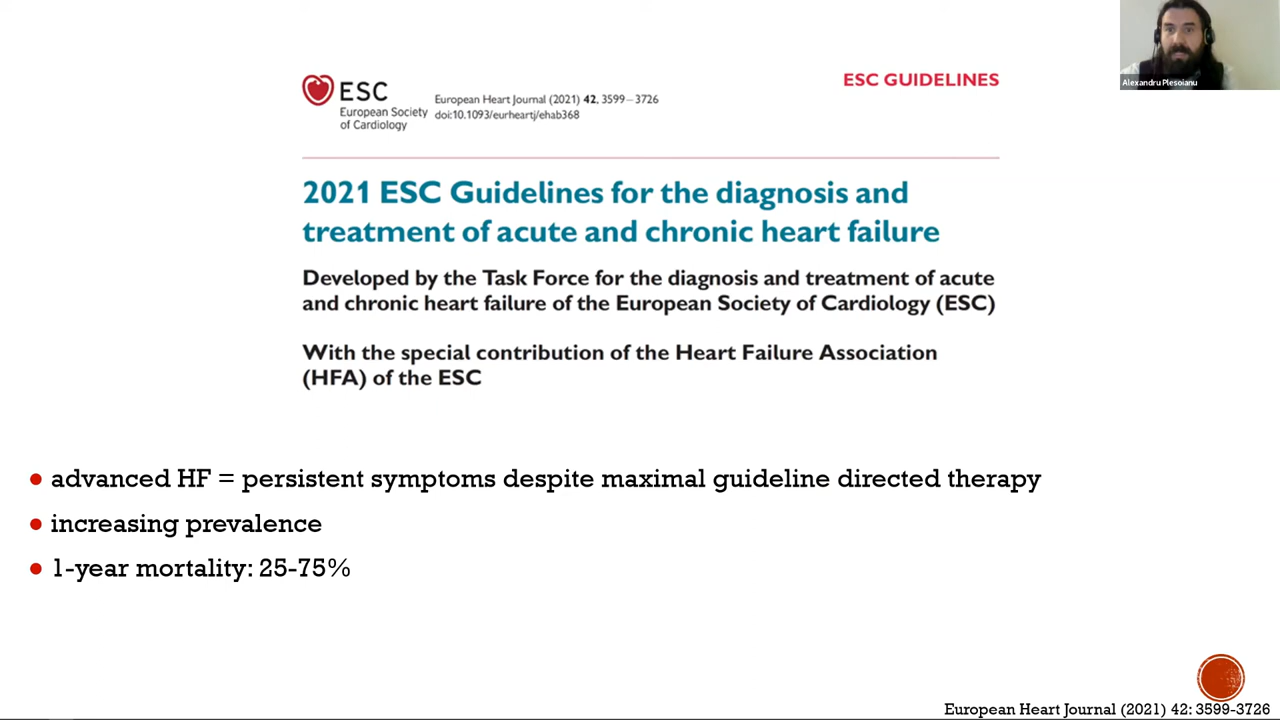 Alexandru Plesoianu
ESC
European Society
of Cardiology
European Heart Journal (2021) 42, 3599–3726
doi:10.1093/eurheartj/ehab368
ESC GUIDELINES
2021 ESC Guidelines for the diagnosis and
treatment of acute and chronic heart failure
Developed by the Task Force for the diagnosis and treatment of acute
and chronic heart failure of the European Society of Cardiology (ESC)
With the special contribution of the Heart Failure Association
(HFA) of the ESC
● advanced HF = persistent symptoms despite maximal guideline directed therapy
● increasing prevalence
● 1-year mortality: 25-75%
European Heart Journal (2021) 42: 3599-3726